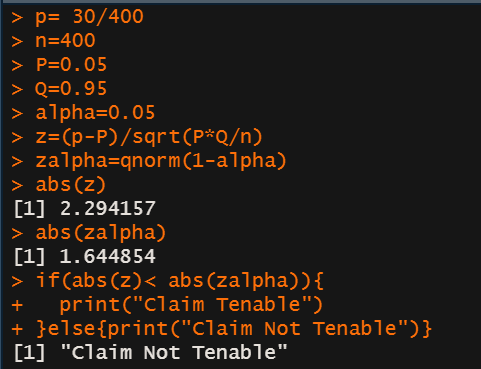 > p= 30/400
> n=400
> P=0.05
> Q=0.95
> alpha=0.05
> z=(p-P)/sqrt(P*Q/n)
> zalpha=qnorm(1-alpha)
> abs(z)
[1] 2.294157
> abs(zalpha)
[1] 1.644854
> if(abs(z)< abs(zalpha)){
+   print("Claim Tenable")
+ }else{print("Claim Not Tenable")}
[1] "Claim Not Tenable"